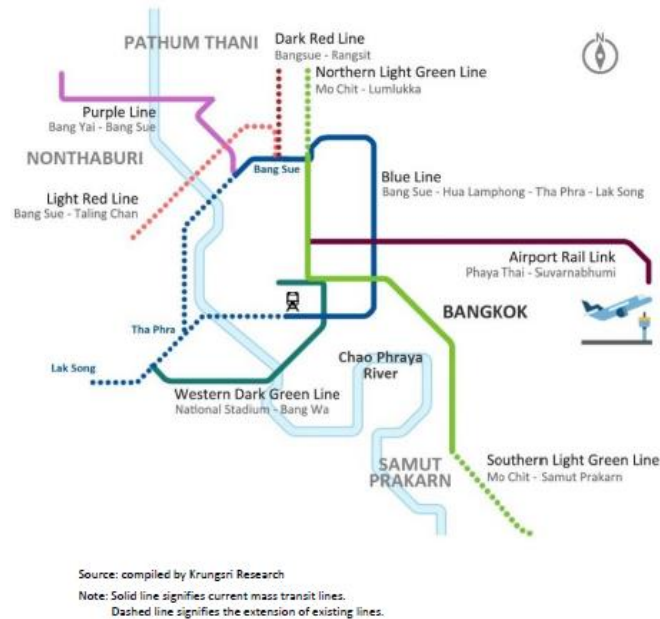 PATHUM THANI
Dark Red Line
Bangsue - Rangsit
N
Northern Light Green Line
Mo Chit - Lumlukka
Purple Line
Bang Yai - Bang Sue
NONTHABURI
Bang Sue
Blue Line
Bang Sue - Hua Lamphong - Tha Phra - Lak Song
Light Red Line
Bang Sue - Taling Chan
Airport Rail Link
Phaya Thai - Suvarnabhumi
BANGKOK
Tha Phra
Chao Phraya
River
Lak Song
Western Dark Green Line
National Stadium - Bang Wa
SAMUT
PRAKARN
Southern Light Green Line
Mo Chit - Samut Prakarn
Source: compiled by Krungsri Research
Note: Solid line signifies current mass transit lines.
Dashed line signifies the extension of existing lines.